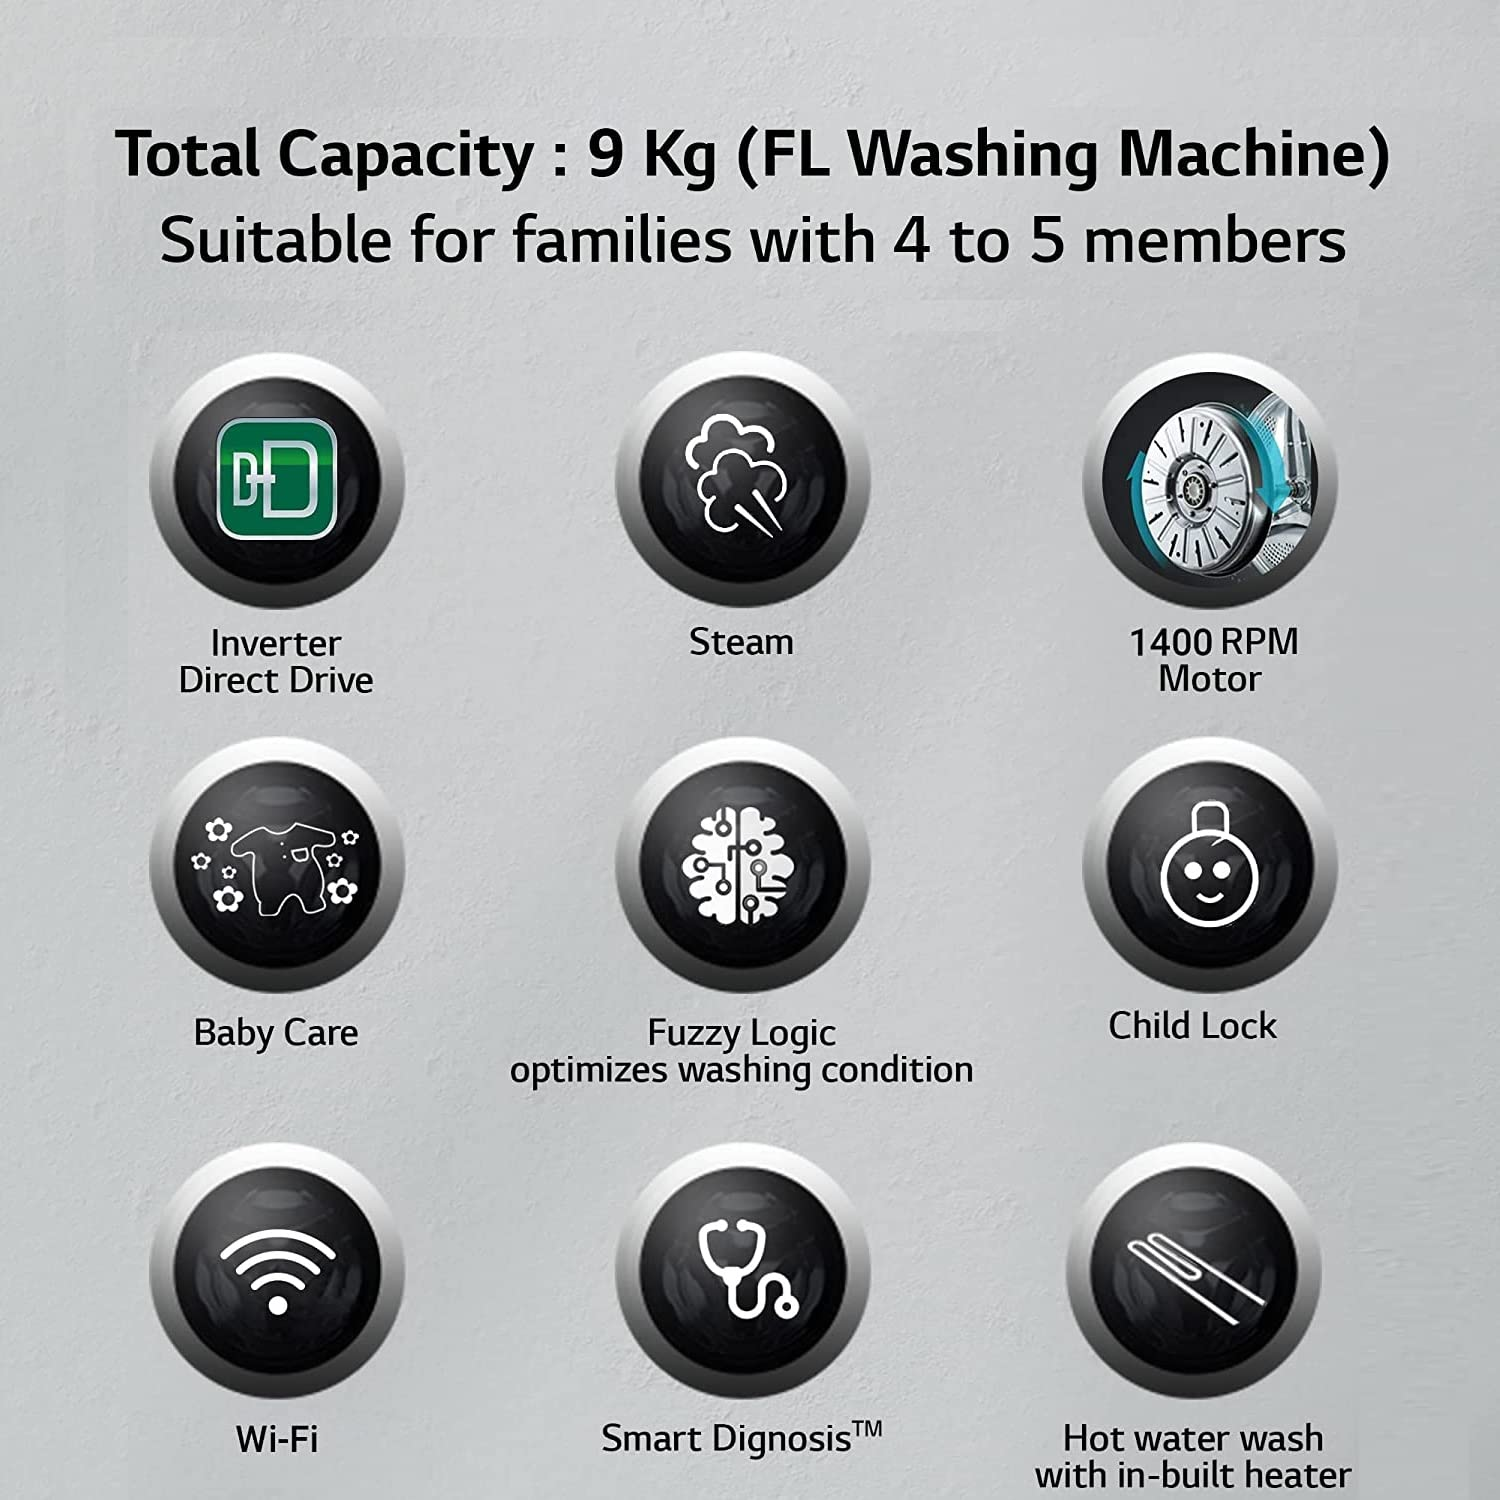 Total Capacity : 9 Kg (FL Washing Machine)
Suitable for families with 4 to 5 members
DD
Inverter
Direct Drive
Steam
1400 RPM
Motor
Baby Care
Fuzzy Logic
optimizes washing condition
Child Lock
Wi-Fi
Smart Dignosis™
Hot water wash
with in-built heater